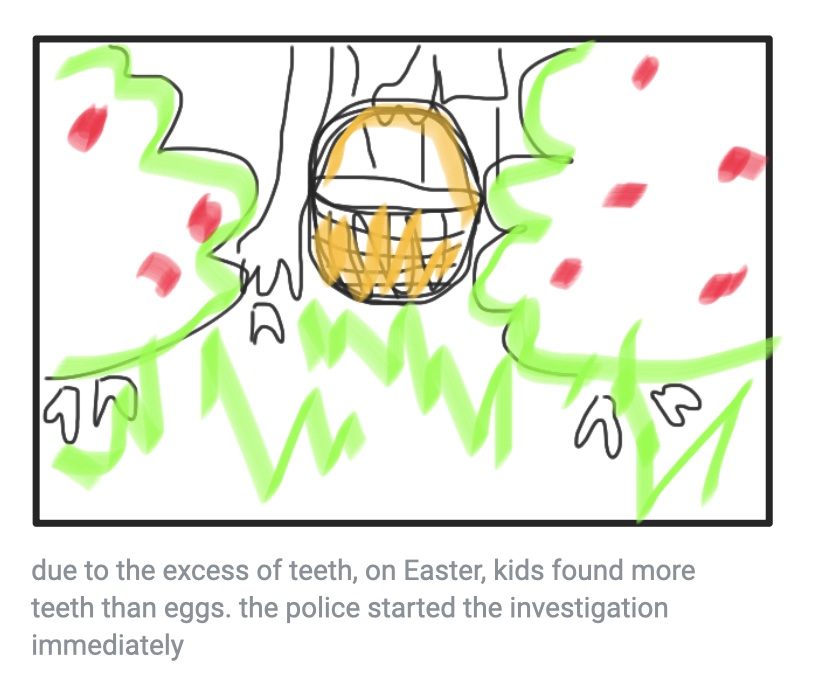 due to the excess of teeth, on Easter, kids found more
teeth than eggs. the police started the investigation
immediately